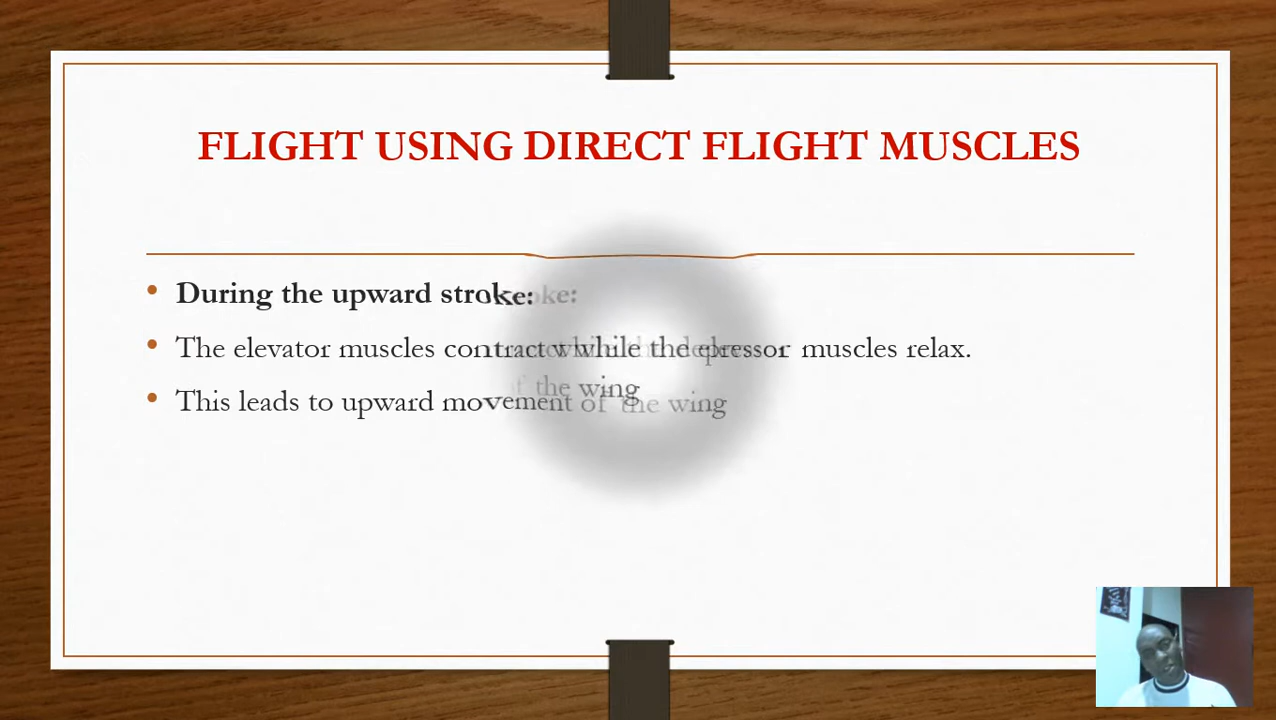 FLIGHT USING DIRECT FLIGHT MUSCLES
During the upward stroke:
The elevator muscles contract while the depressor muscles relax.
This leads to upward movement of the wing